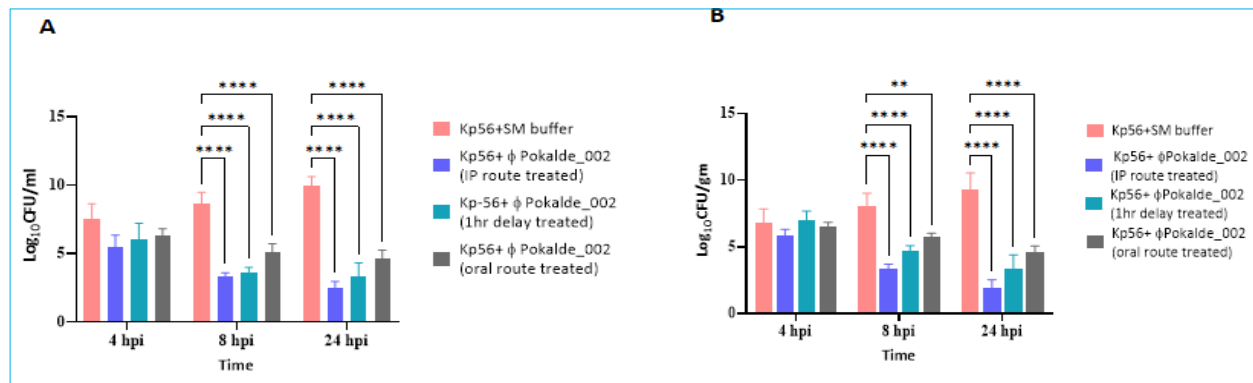 A
****
****
****
****
****
****
15
10
5
0
Log10CFU/ml
4 hpi
8 hpi
24 hpi
Time
Kp56+SM buffer
Kp56+ ϕ Pokalde_002
(IP route treated)
Kp-56+ ϕ Pokalde_002
(1hr delay treated)
Kp56+ ϕ Pokalde_002
(oral route treated)
B
**
****
****
****
****
****
15
10
5
0
Log10CFU/gm
4 hpi
8 hpi
24 hpi
Time
Kp56+SM buffer
Kp56+ ϕPokalde_002
(IP route treated)
Kp56+ ϕPokalde_002
(1hr delay treated)
Kp56+ ϕPokalde_002
(oral route treated)